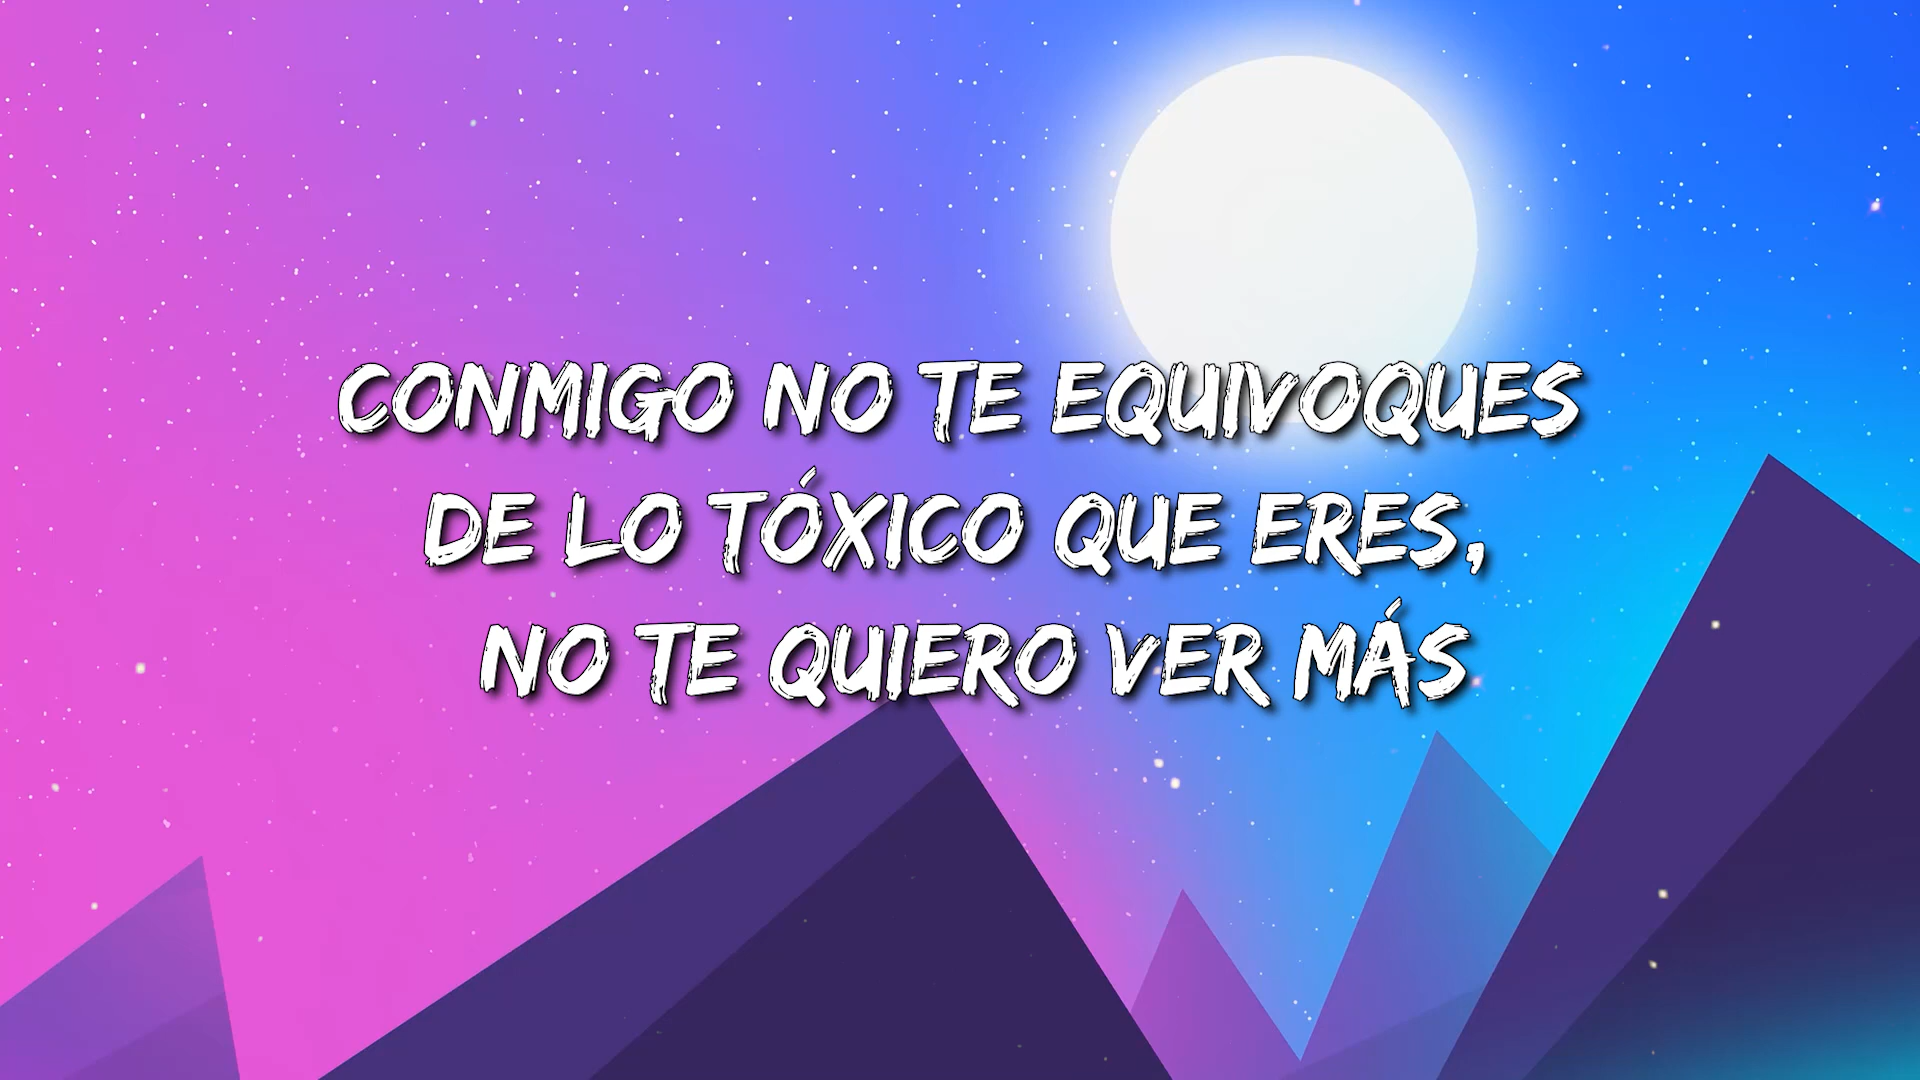 CONMIGO NO TE EQUIVOQUES
DE LO TÓXICO QUE ERES,
NO TE QUIERO VER MÁS